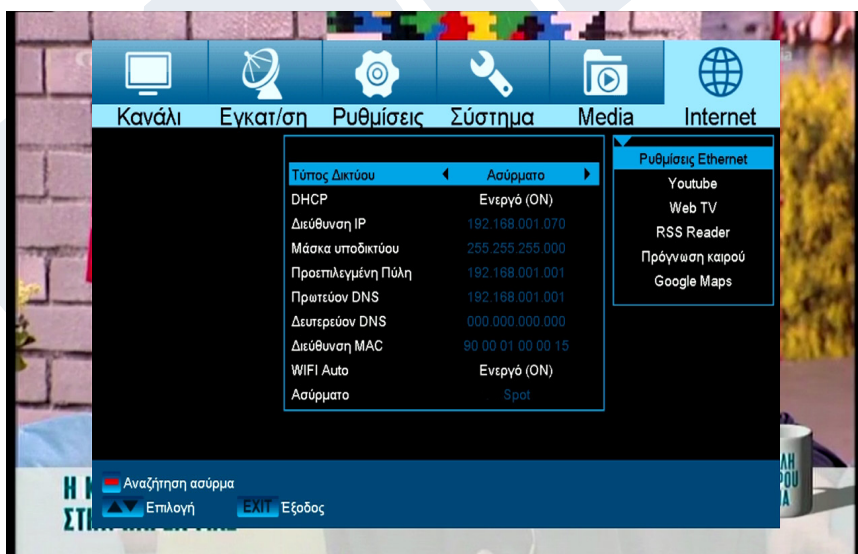 Κανάλι Εγκατ/ση Ρυθμίσεις Σύστημα Media Internet
Τύπος Δικτύου Ασύρματο
DHCP Ενεργό (ON)
Διεύθυνση IP 192.168.001.070
Μάσκα υποδικτύου 255.255.255.000
Προεπιλεγμένη Πύλη 192.168.001.001
Πρωτεύον DNS 192.168.001.001
Δευτερεύον DNS 000.000.000.000
Διεύθυνση MAC 90 00 01 00 00 15
WIFI Auto Ενεργό (ON)
Ασύρματο Spot
Ρυθμίσεις Ethernet
Youtube
Web TV
RSS Reader
Πρόγνωση καιρού
Google Maps
Αναζήτηση ασύρμα
Επιλογή EXIT Έξοδος
Η
ΣΤ